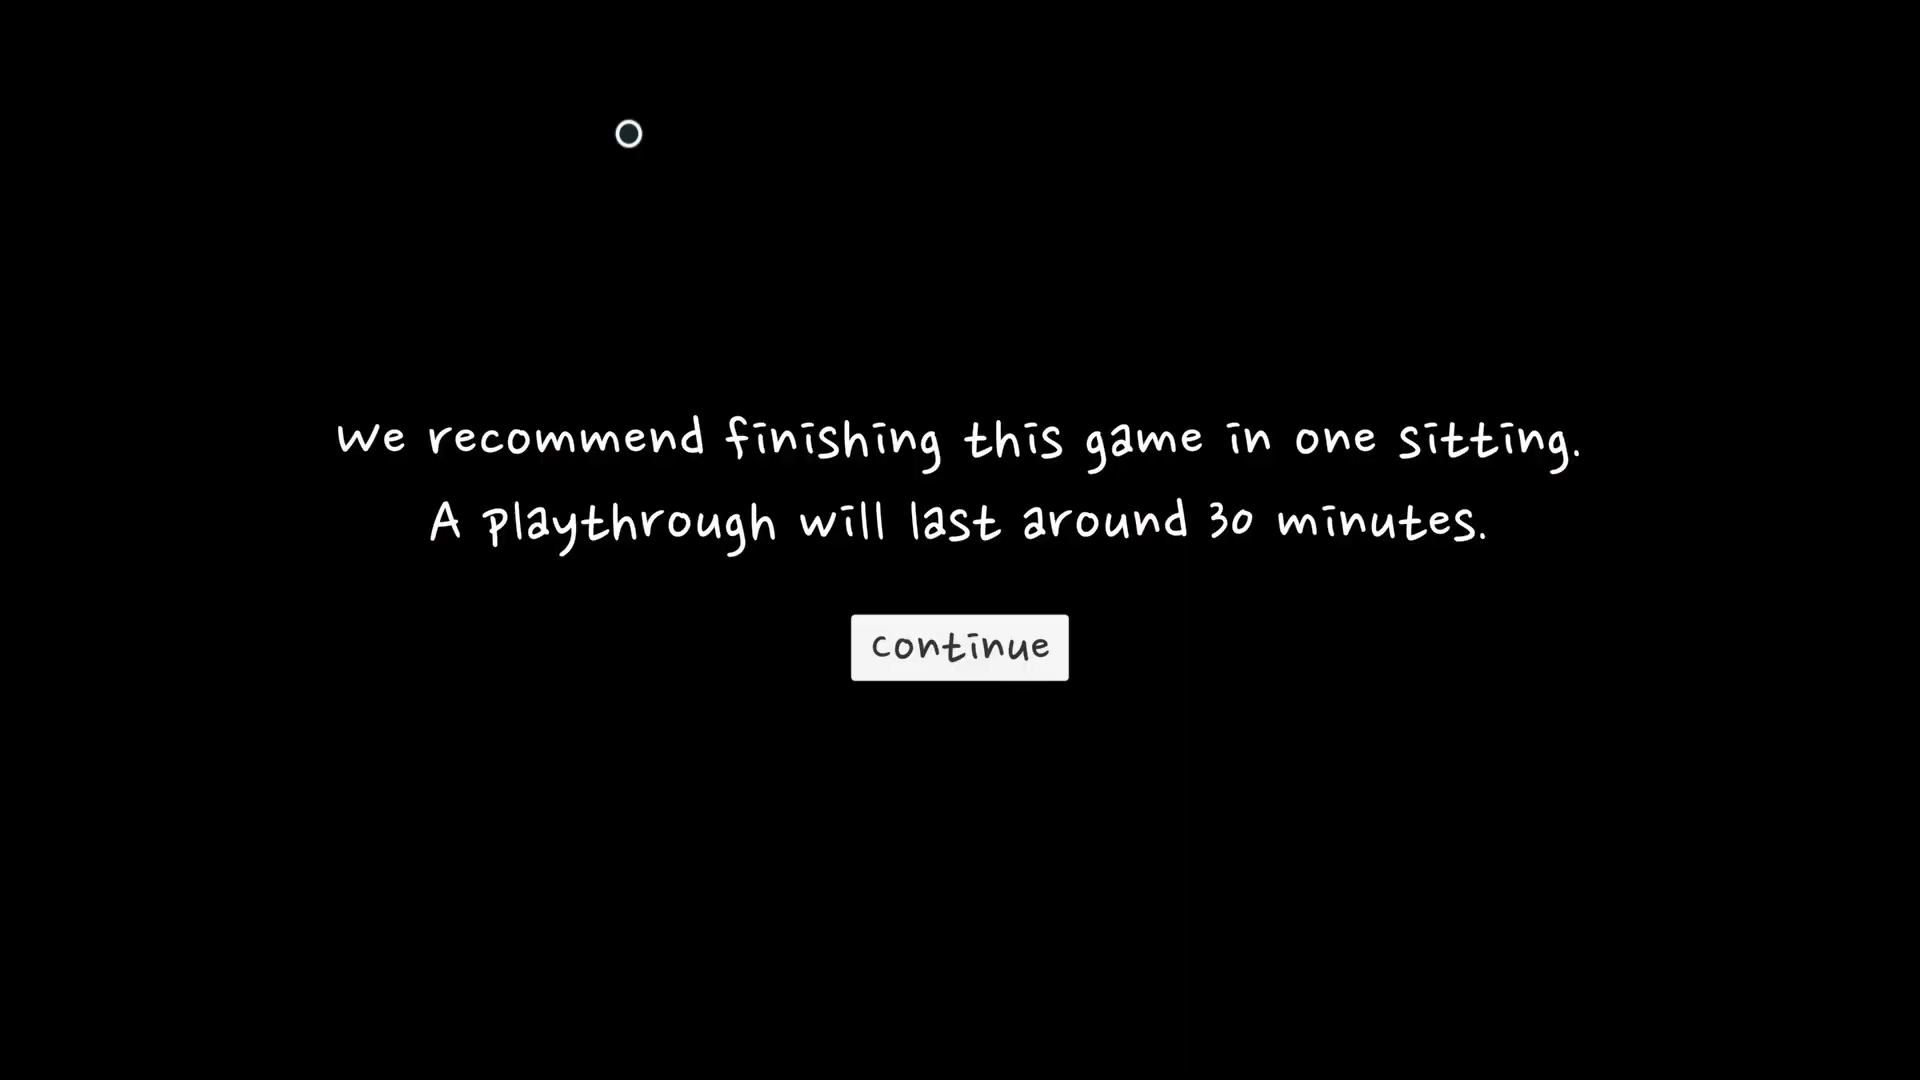 We recommend finishing this game in one sitting.
A playthrough will last around 30 minutes.
continue